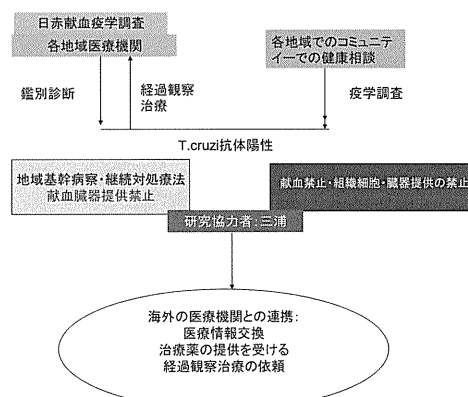 日赤献血疫学調査
各地域医療機関
各地域でのコミュニテ
ィーでの健康相談
鑑別診断
経過観察
治療
疫学調査
T.cruzi抗体陽性
地域基幹病察・継続対処療法
献血臓器提供禁止
献血禁止・組織細胞・臓器提供の禁止
研究協力者：三浦
海外の医療機関との連携：
医療情報交換
治療薬の提供を受ける
経過観察治療の依頼